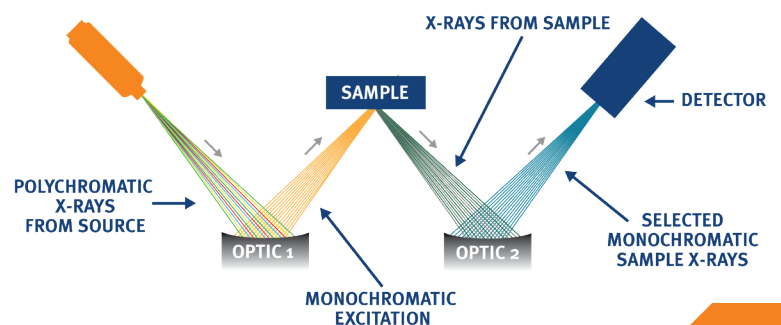 X-RAYS FROM SAMPLE
SAMPLE
DETECTOR
POLYCHROMATIC
X-RAYS
FROM SOURCE
OPTIC 1
OPTIC 2
SELECTED
MONOCHROMATIC
SAMPLE X-RAYS
MONOCHROMATIC
EXCITATION